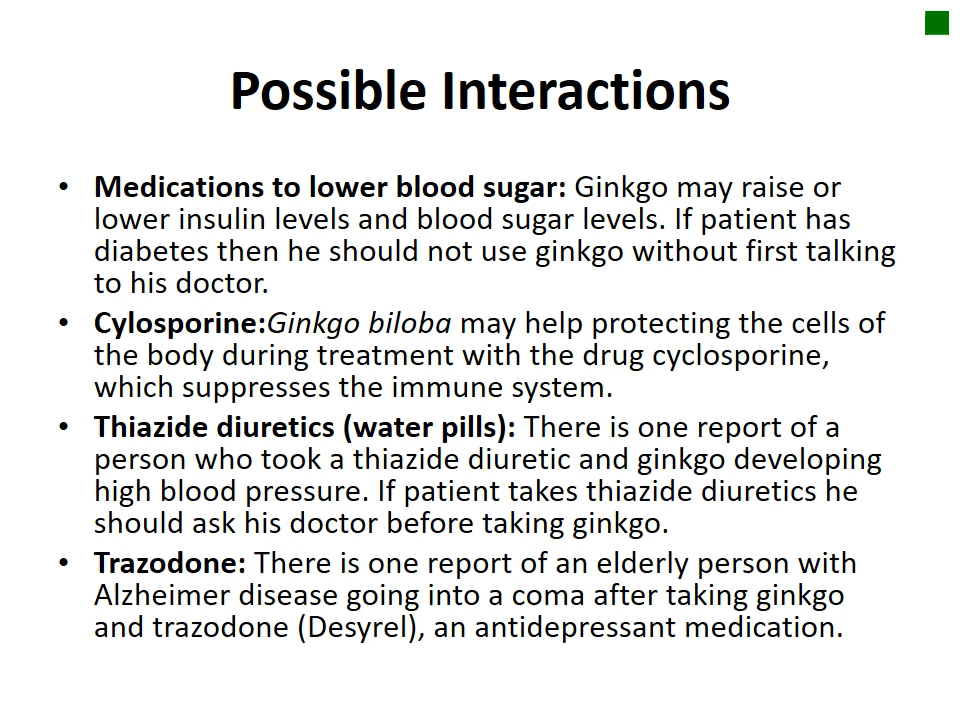 Possible Interactions
• Medications to lower blood sugar: Ginkgo may raise or
lower insulin levels and blood sugar levels. If patient has
diabetes then he should not use ginkgo without first talking
to his doctor.
• Cylosporine:Ginkgo biloba may help protecting the cells of
the body during treatment with the drug cyclosporine,
which suppresses the immune system.
• Thiazide diuretics (water pills): There is one report of a
person who took a thiazide diuretic and ginkgo developing
high blood pressure. If patient takes thiazide diuretics he
should ask his doctor before taking ginkgo.
• Trazodone: There is one report of an elderly person with
Alzheimer disease going into a coma after taking ginkgo
and trazodone (Desyrel), an antidepressant medication.